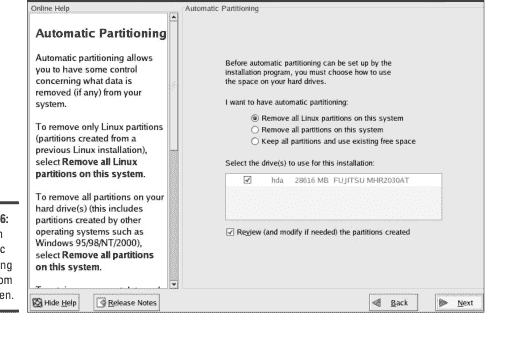 Online Help
Automatic Partitioning
Automatic partitioning allows
you to have some control
concerning what data is
removed (if any) from your
system.
To remove only Linux partitions
(partitions created from a
previous Linux installation),
select Remove all Linux
partitions on this system.
To remove all partitions on your
hard drive(s) (this includes
partitions created by other
operating systems such as
Windows 95/98/NT/2000),
select Remove all partitions
on this system.
Automatic Partitioning
Before automatic partitioning can be set up by the
installation program, you must choose how to use
the space on your hard drives.
I want to have automatic partitioning:
Remove all Linux partitions on this system
Remove all partitions on this system
Keep all partitions and use existing free space
Select the drive(s) to use for this installation:
hda 28616 MB FUJITSU MHR2030AT
Review (and modify if needed) the partitions created
Hide Help
Release Notes
Back
Next
6:
c
ng
om
en.